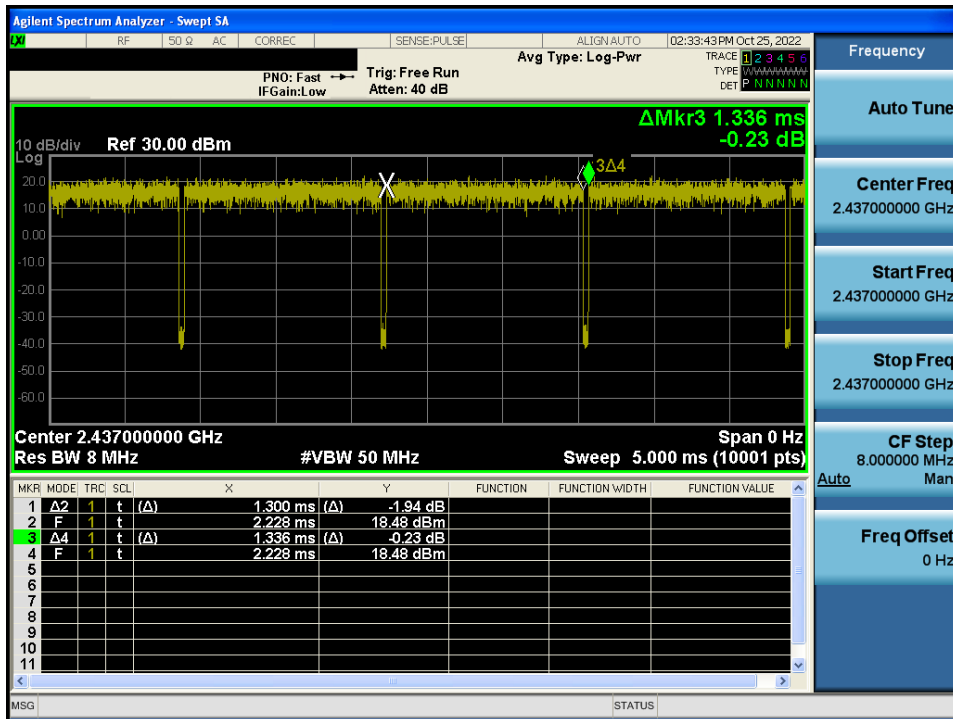 Agilent Spectrum Analyzer - Swept SA
LXI RF 50 Ω AC CORREC SENSE:PULSE ALIGN AUTO 02:33:43 PM Oct 25, 2022
Avg Type: Log-Pwr TRACE 1 2 3 4 5 6
PNO: Fast Trig: Free Run TYPE WWWWWW
IFGain:Low Atten: 40 dB DET P N N N N N
ΔMkr3 1.336 ms
10 dB/div Ref 30.00 dBm -0.23 dB
Log
3Δ4
20.0
X
10.0
0.00
-10.0
-20.0
-30.0
-40.0
-50.0
-60.0
Center 2.437000000 GHz Span 0 Hz
Res BW 8 MHz #VBW 50 MHz Sweep 5.000 ms (10001 pts)
MKR MODE TRC SCL X Y FUNCTION FUNCTION WIDTH FUNCTION VALUE
1 Δ2 1 t (Δ) 1.300 ms (Δ) -1.94 dB
2 F 1 t 2.228 ms 18.48 dBm
3 Δ4 1 t (Δ) 1.336 ms (Δ) -0.23 dB
4 F 1 t 2.228 ms 18.48 dBm
5
6
7
8
9
10
11
MSG STATUS
Frequency
Auto Tune
Center Freq
2.437000000 GHz
Start Freq
2.437000000 GHz
Stop Freq
2.437000000 GHz
CF Step
8.000000 MHz
Auto Man
Freq Offset
0 Hz